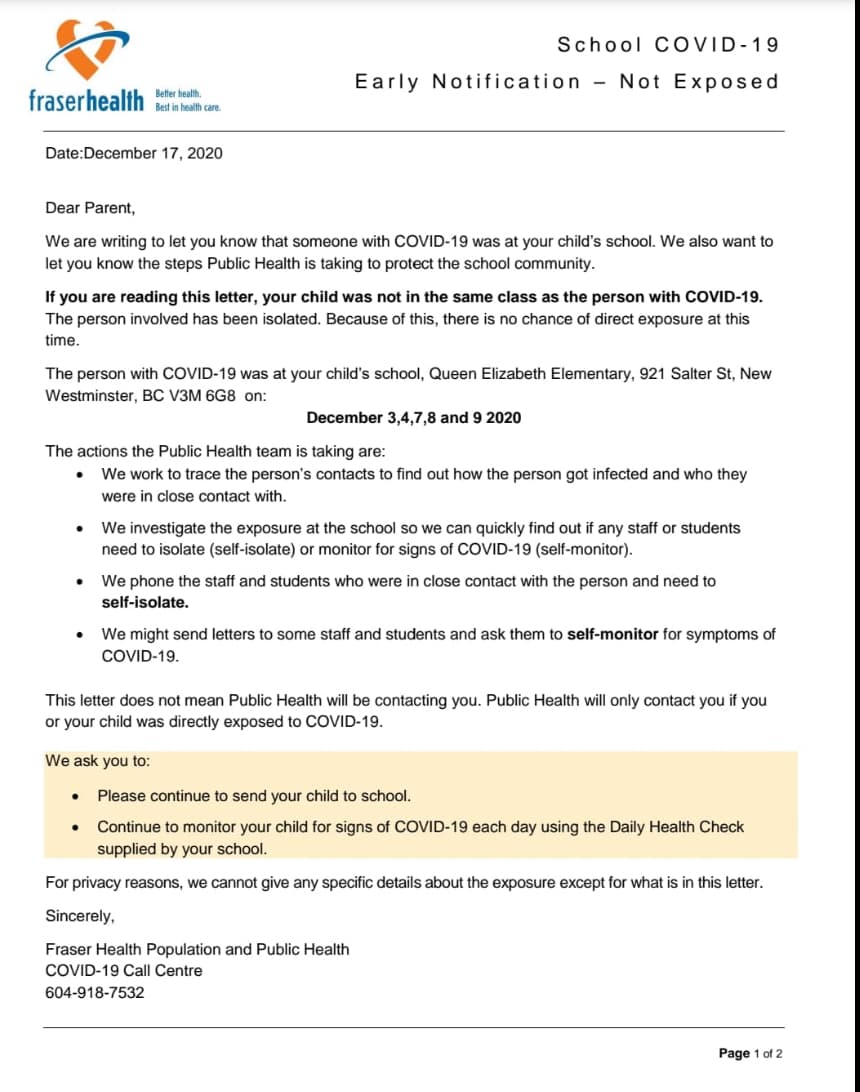 School COVID-19
Early Notification – Not Exposed
fraserhealth
Better health.
Best in health care.
Date:December 17, 2020
Dear Parent,
We are writing to let you know that someone with COVID-19 was at your child's school. We also want to
let you know the steps Public Health is taking to protect the school community.
If you are reading this letter, your child was not in the same class as the person with COVID-19.
The person involved has been isolated. Because of this, there is no chance of direct exposure at this
time.
The person with COVID-19 was at your child's school, Queen Elizabeth Elementary, 921 Salter St, New
Westminster, BC V3M 6G8 on:
December 3,4,7,8 and 9 2020
The actions the Public Health team is taking are:
• We work to trace the person's contacts to find out how the person got infected and who they
were in close contact with.
• We investigate the exposure at the school so we can quickly find out if any staff or students
need to isolate (self-isolate) or monitor for signs of COVID-19 (self-monitor).
• We phone the staff and students who were in close contact with the person and need to
self-isolate.
• We might send letters to some staff and students and ask them to self-monitor for symptoms of
COVID-19.
This letter does not mean Public Health will be contacting you. Public Health will only contact you if you
or your child was directly exposed to COVID-19.
We ask you to:
• Please continue to send your child to school.
• Continue to monitor your child for signs of COVID-19 each day using the Daily Health Check
supplied by your school.
For privacy reasons, we cannot give any specific details about the exposure except for what is in this letter.
Sincerely,
Fraser Health Population and Public Health
COVID-19 Call Centre
604-918-7532
Page 1 of 2